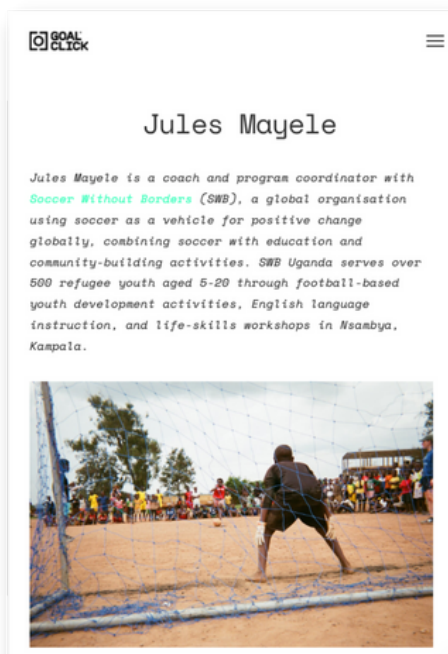 GOAL
CLICK
Jules Mayele
Jules Mayele is a coach and program coordinator with
Soccer Without Borders (SWB), a global organisation
using soccer as a vehicle for positive change
globally, combining soccer with education and
community-building activities. SWB Uganda serves over
500 refugee youth aged 5-20 through football-based
youth development activities, English language
instruction, and life-skills workshops in Nsambya,
Kampala.